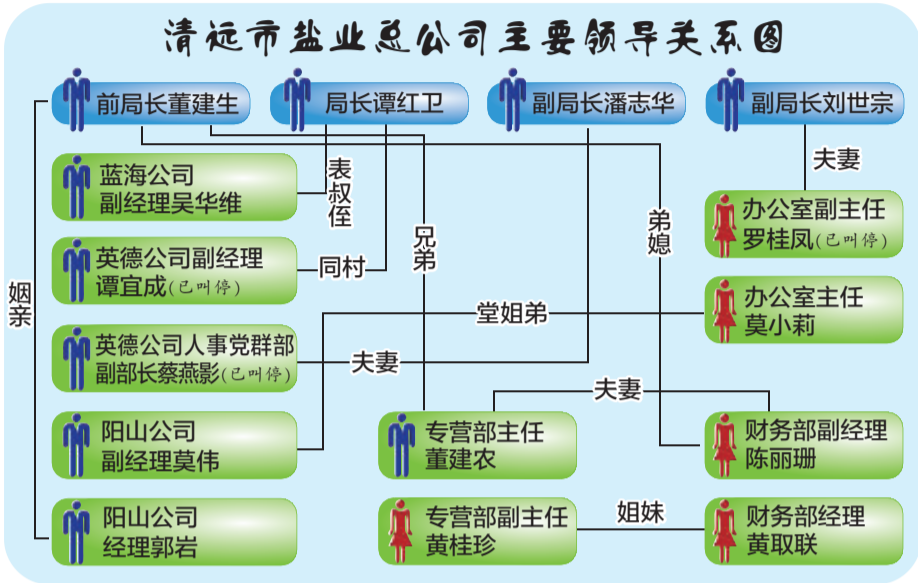 清远市盐业总公司主要领导关系图
前局长董建生
局长谭红卫
副局长潘志华
副局长刘世宗
夫妻
蓝海公司
副经理吴华维
表叔侄
兄弟
弟媳
办公室副主任
罗桂凤(已叫停)
英德公司副经理
谭宜成(已叫停)
同村
姻亲
堂姐弟
办公室主任
莫小莉
英德公司人事党群部
副部长蔡燕影(已叫停)
夫妻
夫妻
阳山公司
副经理莫伟
专营部主任
董建农
财务部副经理
陈丽珊
阳山公司
经理郭岩
专营部副主任
黄桂珍
姐妹
财务部经理
黄取联